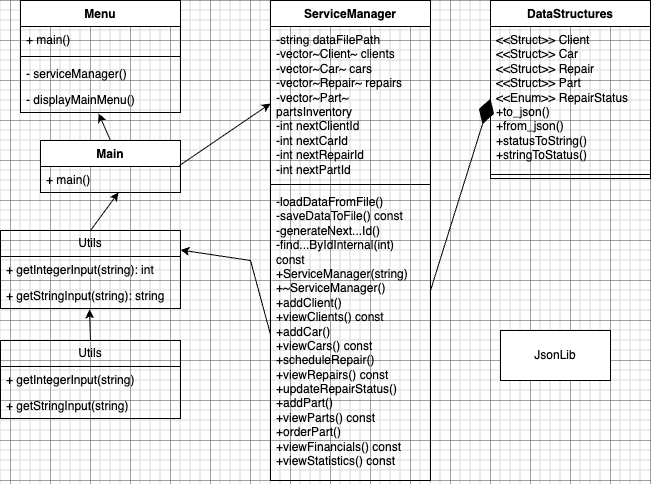 Menu
+ main()
- serviceManager()
- displayMainMenu()
Main
+ main()
Utils
+ getIntegerInput(string): int
+ getStringInput(string): string
Utils
+ getIntegerInput(string)
+ getStringInput(string)
ServiceManager
-string dataFilePath
-vector~Client~ clients
-vector~Car~ cars
-vector~Repair~ repairs
-vector~Part~
partsInventory
-int nextClientId
-int nextCarId
-int nextRepairId
-int nextPartId
-loadDataFromFile()
-saveDataToFile() const
-generateNext...Id()
-find...ByIdInternal(int)
const
+ServiceManager(string)
+~ServiceManager()
+addClient()
+viewClients() const
+addCar()
+viewCars() const
+scheduleRepair()
+viewRepairs() const
+updateRepairStatus()
+addPart()
+viewParts() const
+orderPart()
+viewFinancials() const
+viewStatistics() const
DataStructures
<<Struct>> Client
<<Struct>> Car
<<Struct>> Repair
<<Struct>> Part
<<Enum>> RepairStatus
+to_json()
+from_json()
+statusToString()
+stringToStatus()
JsonLib